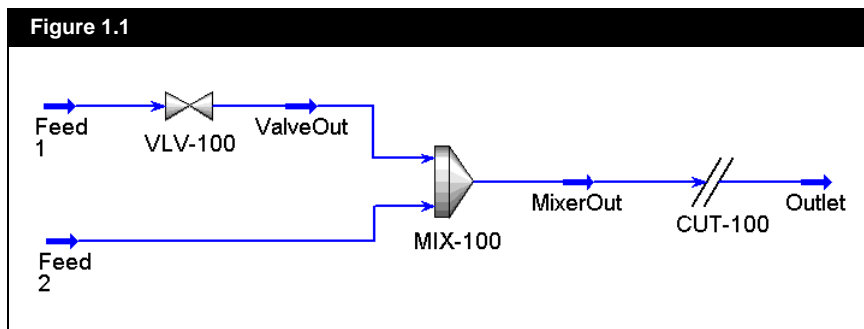 Figure 1.1
Feed
1
VLV-100
ValveOut
MIX-100
MixerOut
CUT-100
Outlet
Feed
2